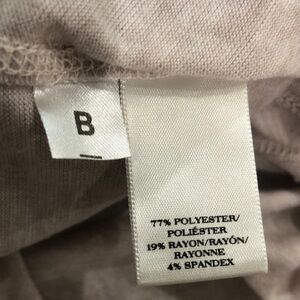 B
77% POLYESTER/
POLIÉSTER
19% RAYON/RAYÓN/
RAYONNE
4% SPANDEX